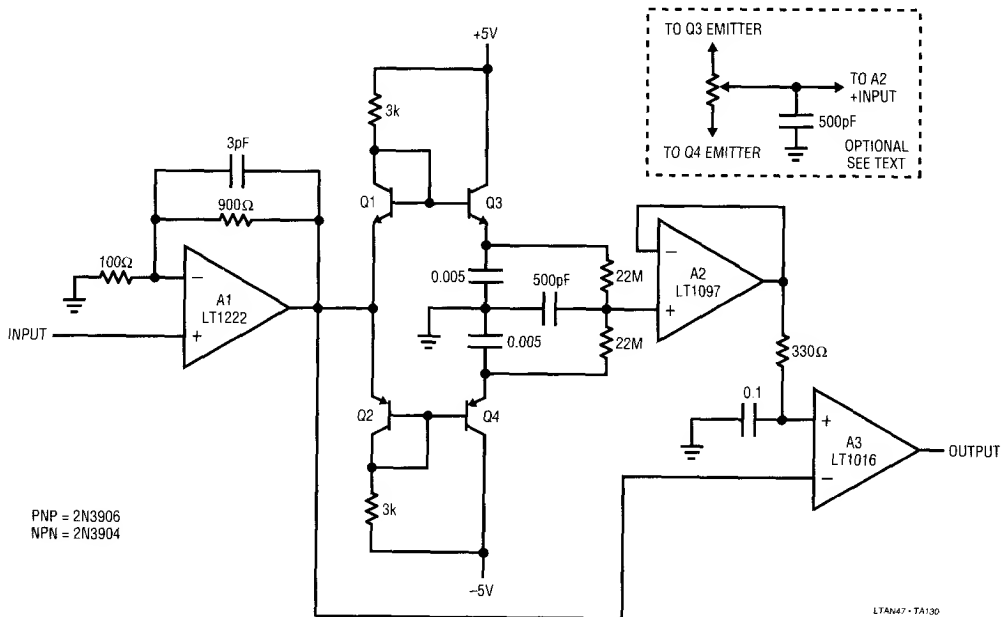 +5V
TO Q3 EMITTER
TO A2
+INPUT
500pF
TO Q4 EMITTER
OPTIONAL
SEE TEXT
3k
3pF
900Ω
Q1
Q3
100Ω
A1
LT1222
INPUT
0.005
500pF
22M
A2
LT1097
0.005
22M
330Ω
Q2
Q4
0.1
A3
LT1016
OUTPUT
3k
PNP = 2N3906
NPN = 2N3904
–5V
LTAN47 • TA130